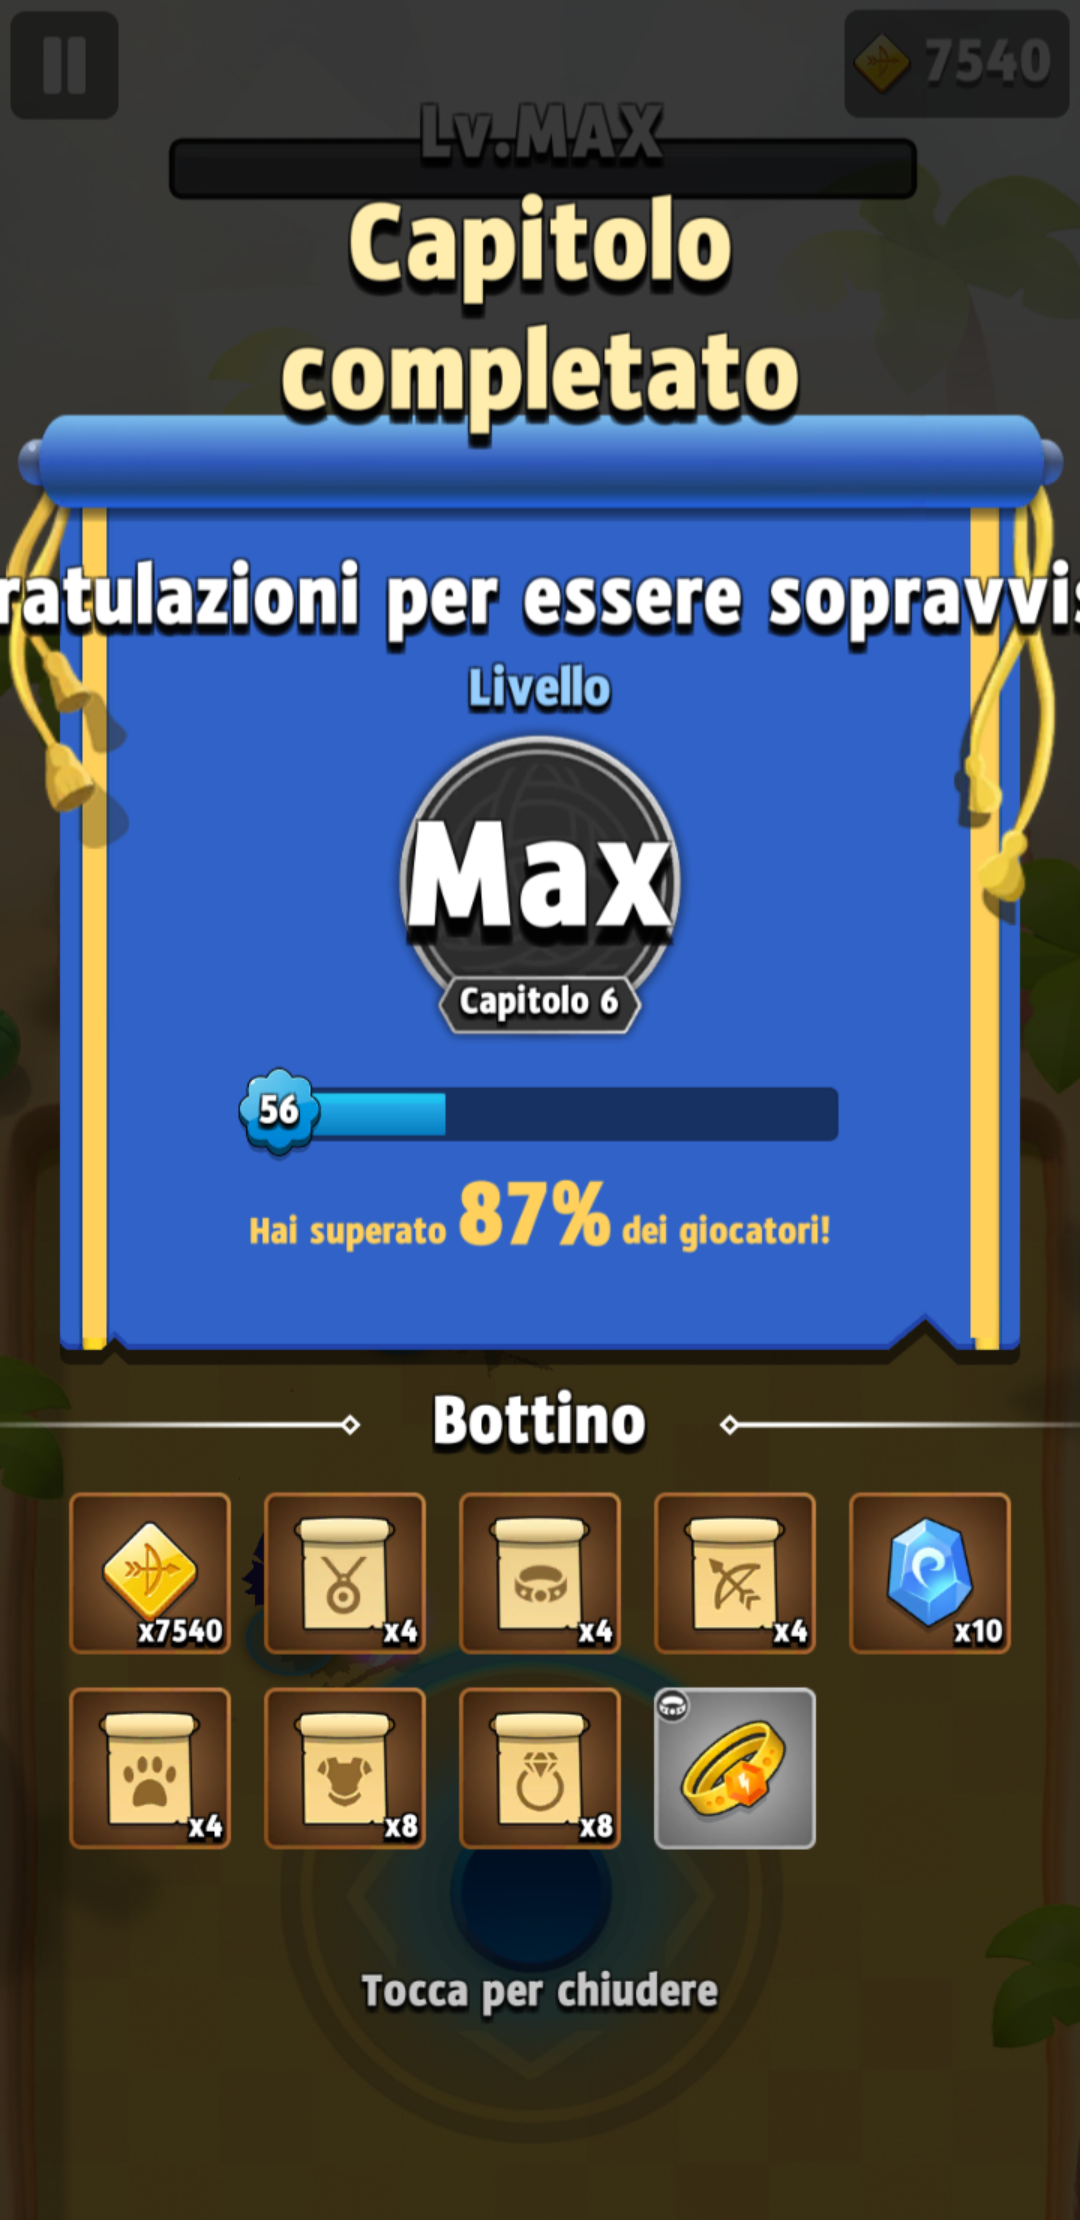 7540
Lv.MAX
Capitolo
completato
ratulazioni per essere sopravvis
Livello
Max
Capitolo 6
56
Hai superato 87% dei giocatori!
Bottino
x7540
x4
x4
x4
x10
x4
x8
x8
Tocca per chiudere